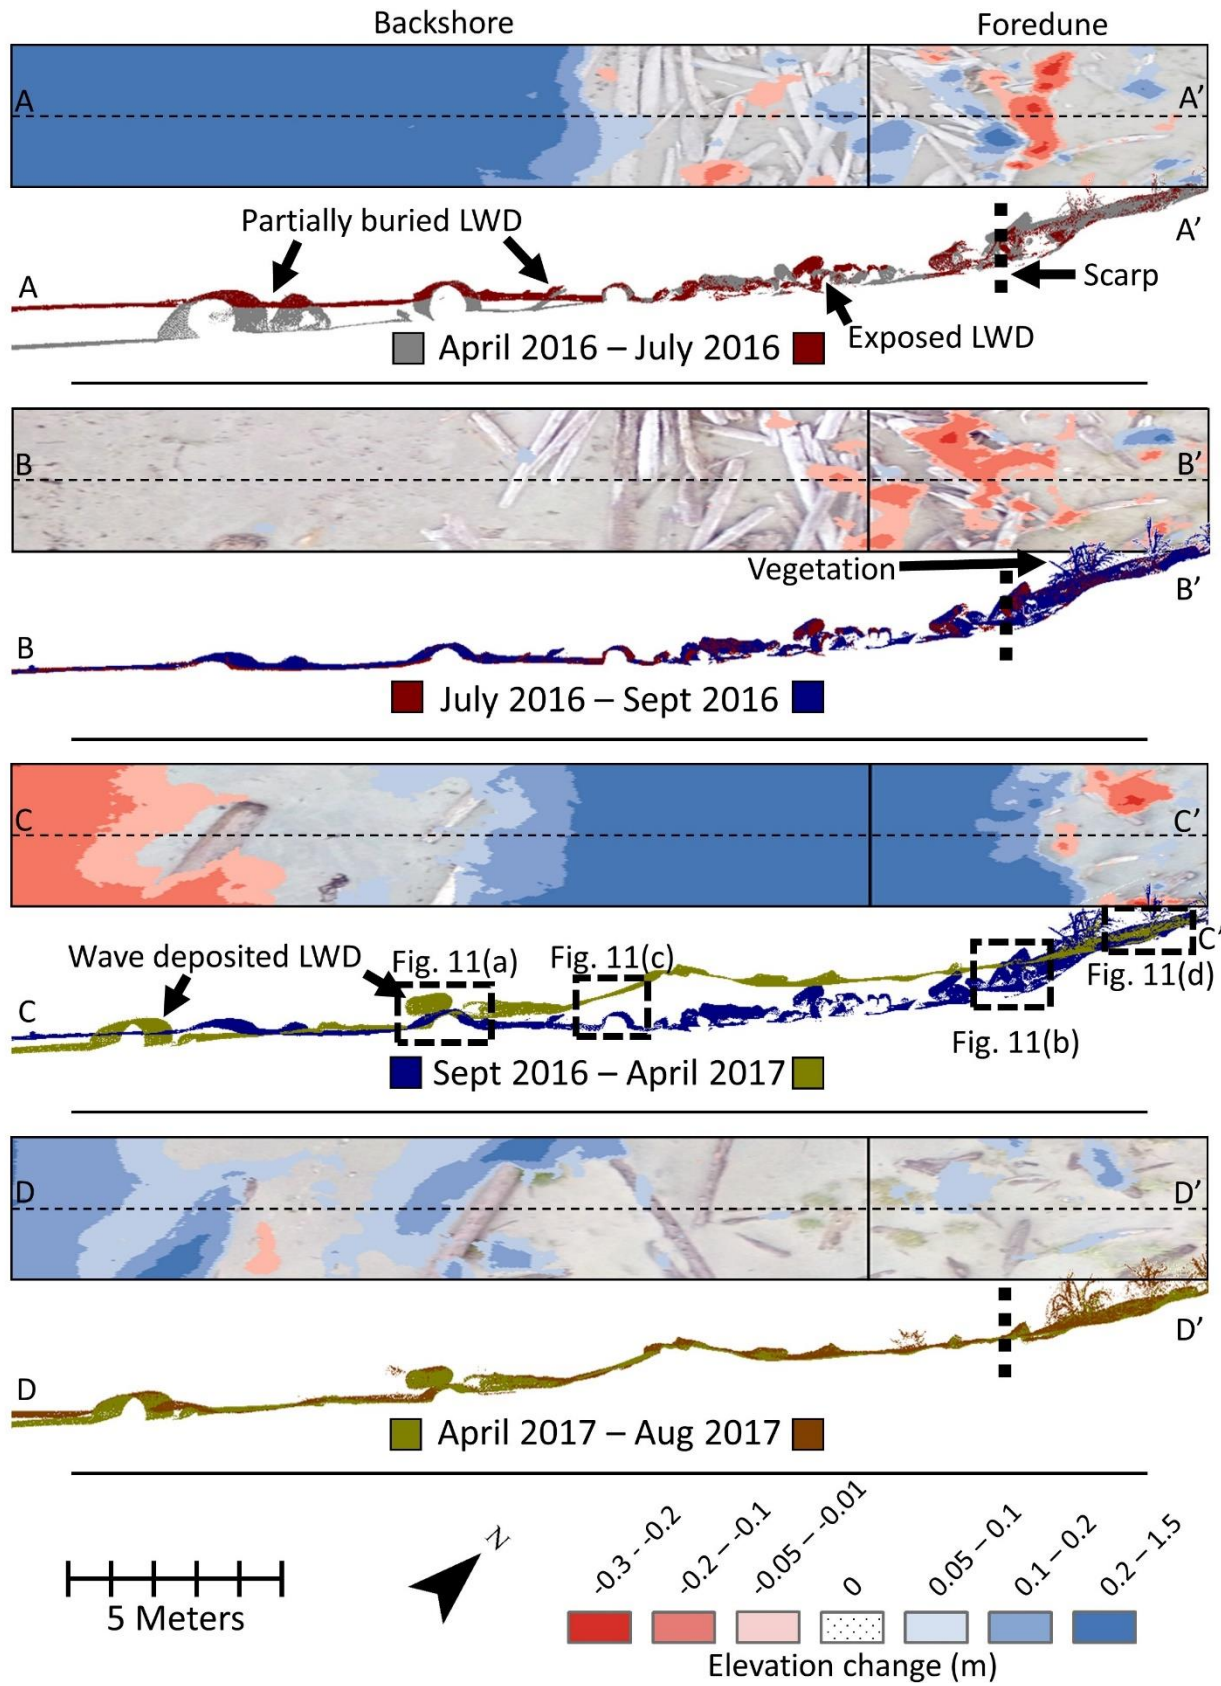 Backshore
Foredune
A
A’
Partially buried LWD
A
A’
Scarp
Exposed LWD
April 2016 – July 2016
B
B’
Vegetation
B
B’
July 2016 – Sept 2016
C
C’
Wave deposited LWD
Fig. 11(a)
Fig. 11(c)
C’
Fig. 11(d)
C
Fig. 11(b)
Sept 2016 – April 2017
D
D’
D
D’
April 2017 – Aug 2017
N
5 Meters
-0.3 - -0.2
-0.2 – -0.1
-0.05 – -0.01
0
0.05 – 0.1
0.1 – 0.2
0.2 – 1.5
Elevation change (m)